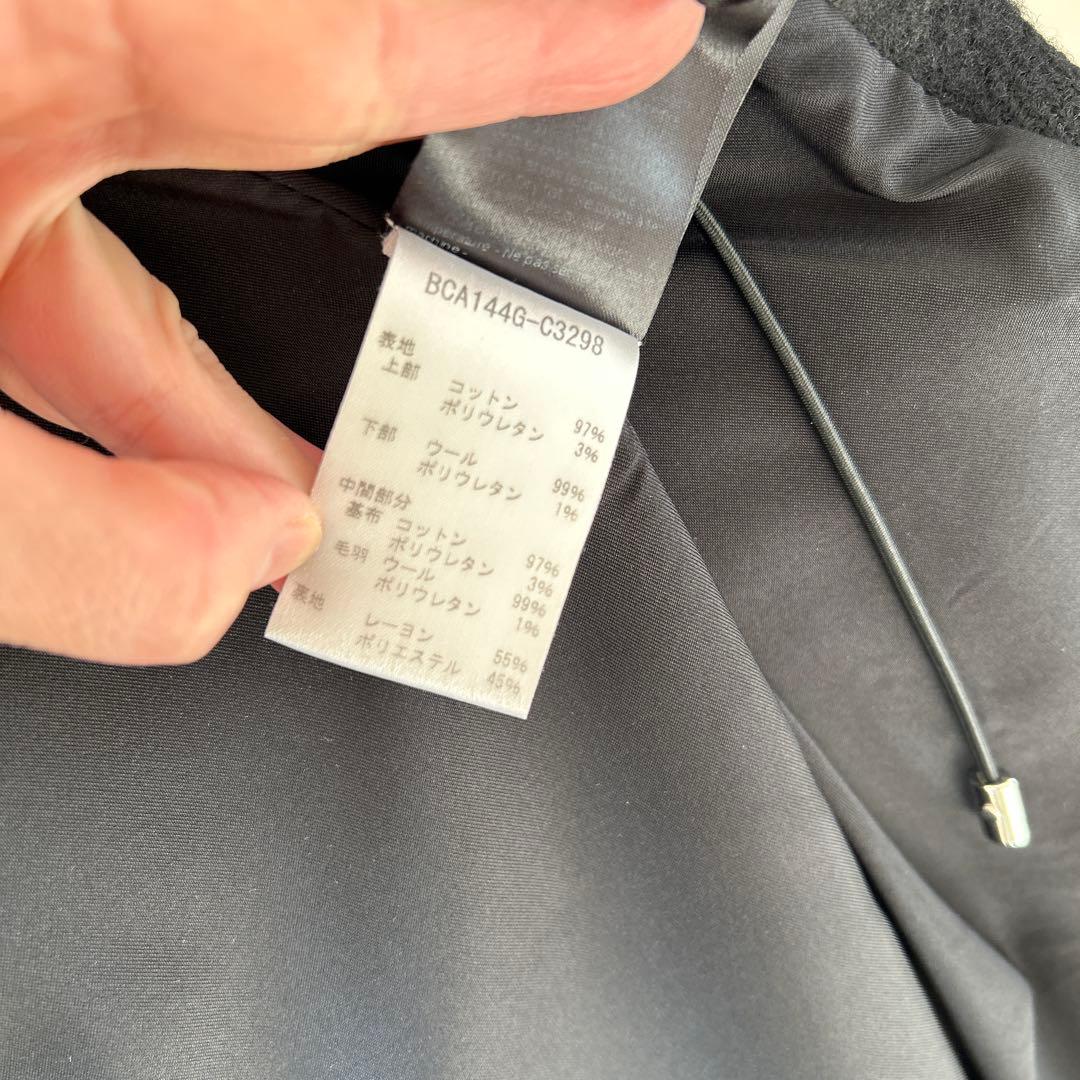 machine.
Ne pas
BCA144G-C3298
表地
上部 コットン 97%
ポリウレタン 3%
下部 ウール 99%
ポリウレタン 1%
中間部分
基布 コットン 97%
ポリウレタン 3%
毛羽 ウール 99%
ポリウレタン 1%
裏地
レーヨン 55%
ポリエステル 45%